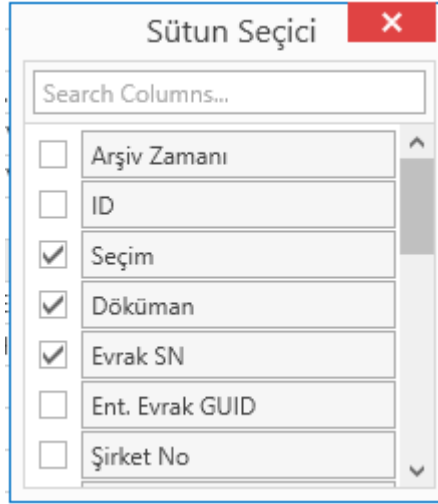 Sütun Seçici
Search Columns...
Arşiv Zamanı
ID
Seçim
Döküman
Evrak SN
Ent. Evrak GUID
Şirket No